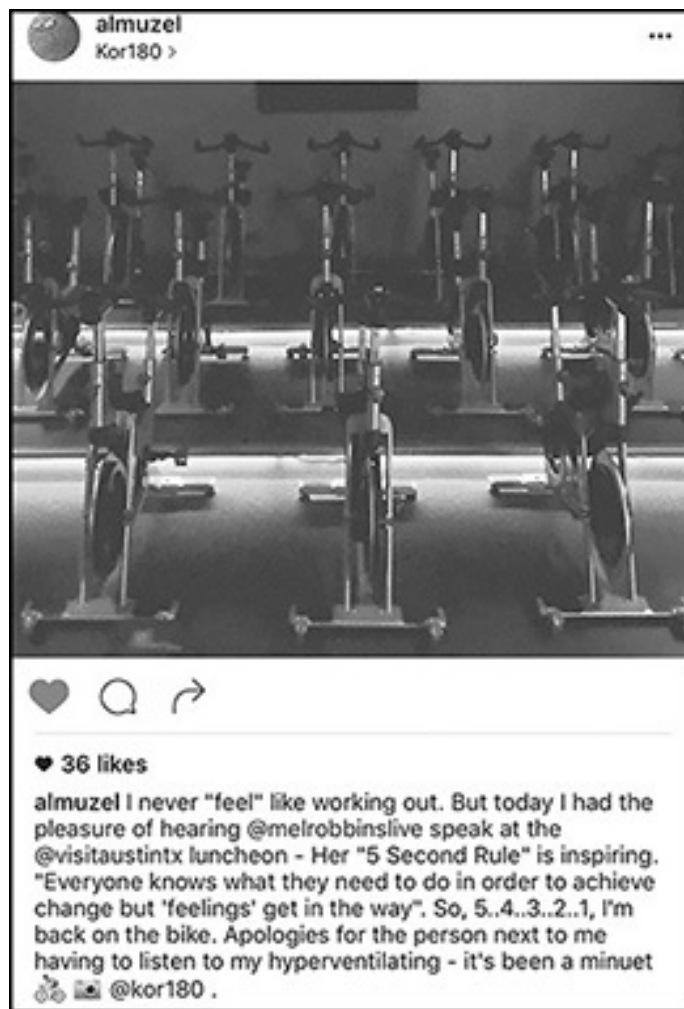 almuzel
Kor180 >
36 likes
almuzel I never "feel" like working out. But today I had the
pleasure of hearing @melrobbinslive speak at the
@visitaustintx luncheon - Her "5 Second Rule" is inspiring.
"Everyone knows what they need to do in order to achieve
change but 'feelings' get in the way". So, 5..4..3..2..1, I'm
back on the bike. Apologies for the person next to me
having to listen to my hyperventilating - it's been a minuet
🚴 📷 @kor180 .